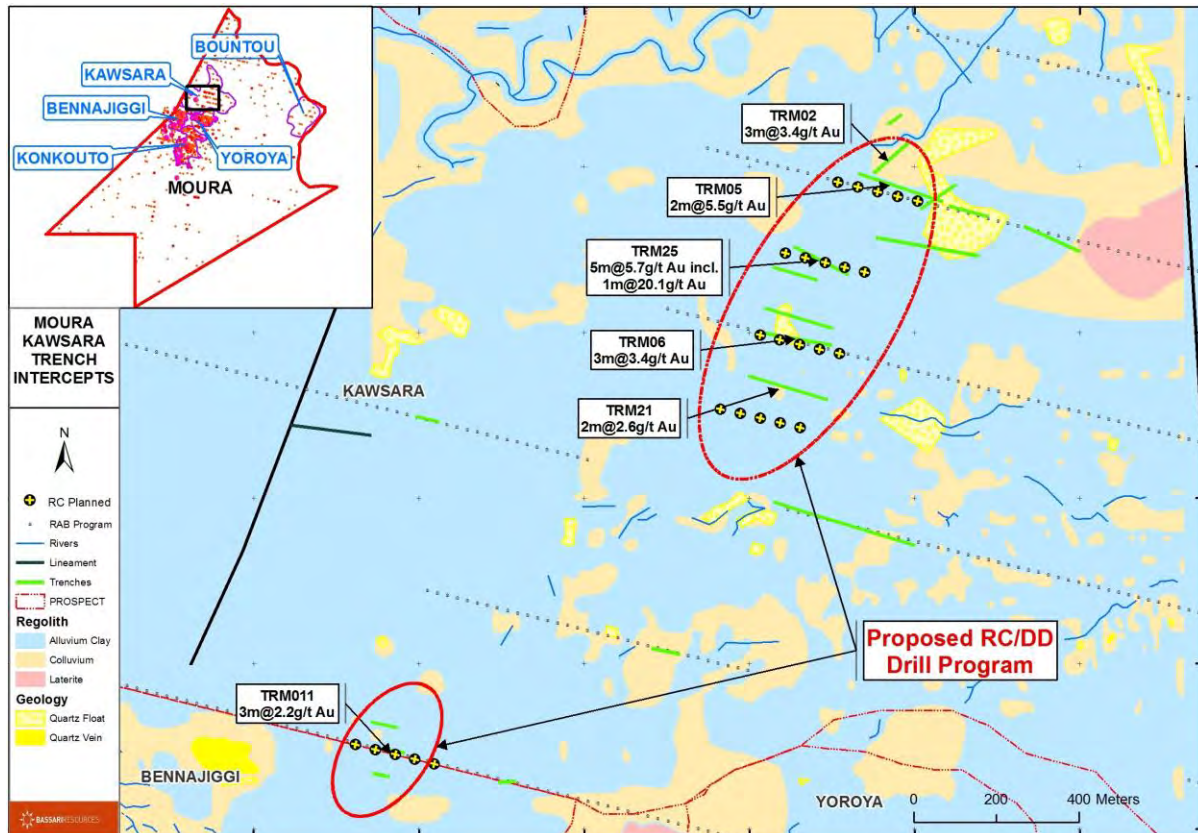 BOUNTOU
KAWSARA
BENNAJIGGI
KONKOUTO
YOROYA
MOURA
MOURA
KAWSARA
TRENCH
INTERCEPTS
N
RC Planned
RAB Program
Rivers
Lineament
Trenches
PROSPECT
Regolith
Alluvium Clay
Colluvium
Laterite
Geology
Quartz Float
Quartz Vein
BASSARI RESOURCES
TRM02
3m@3.4g/t Au
TRM05
2m@5.5g/t Au
TRM25
5m@5.7g/t Au incl.
1m@20.1g/t Au
TRM06
3m@3.4g/t Au
KAWSARA
TRM21
2m@2.6g/t Au
Proposed RC/DD
Drill Program
TRM011
3m@2.2g/t Au
BENNAJIGGI
YOROYA
0 200 400 Meters